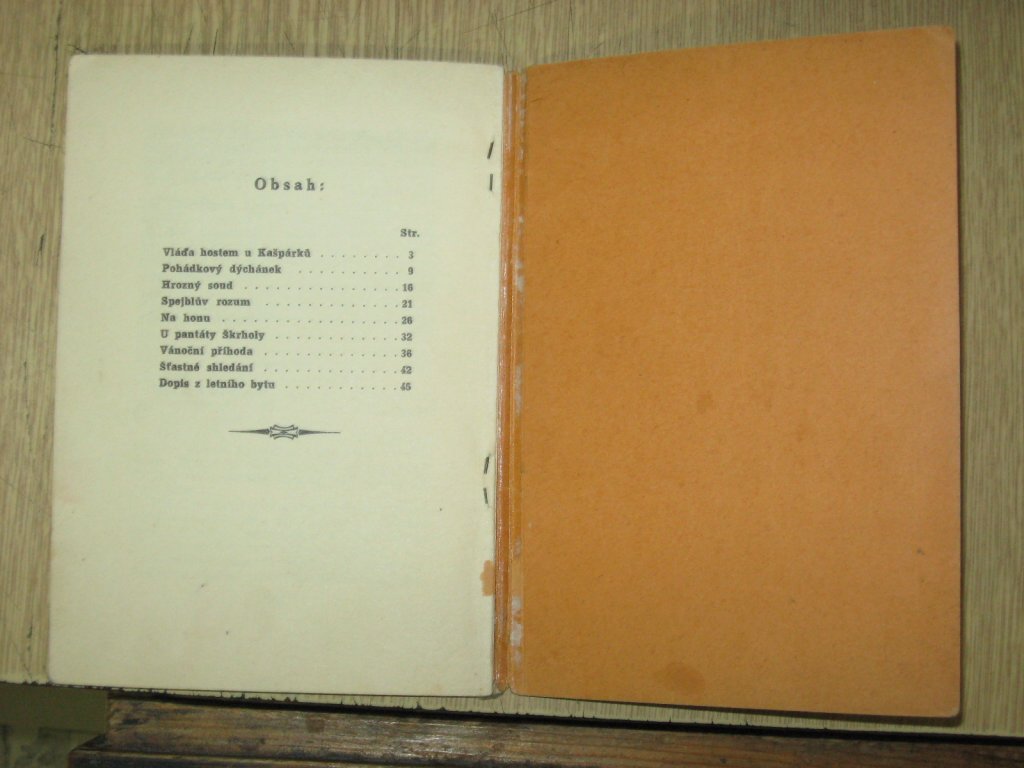 Obsah:
Str.
Vláďa hostem u Kašpárků . . . . . . . . 3
Pohádkový dýchánek . . . . . . . . . . 9
Hrozný soud . . . . . . . . . . . . . . . 16
Spejblův rozum . . . . . . . . . . . . . 21
Na honu . . . . . . . . . . . . . . . . . 26
U pantáty Škrholy . . . . . . . . . . . . 32
Vánoční příhoda . . . . . . . . . . . . . 36
Šťastné shledání . . . . . . . . . . . . . 42
Dopis z letního bytu . . . . . . . . . . . 45